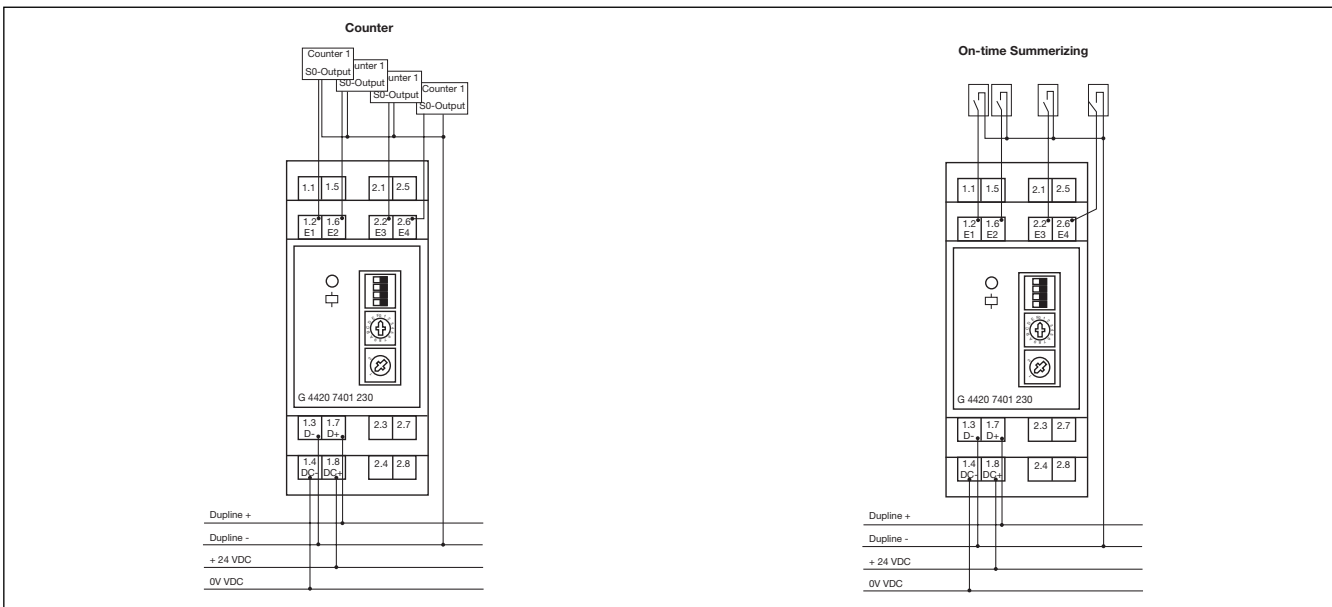 Counter
Counter 1
S0-Output
unter 1
S0-Output
unter 1
S0-Output
Counter 1
S0-Output
1.1 1.5 2.1 2.5
1.2 1.6 2.2 2.6
E1 E2 E3 E4
G 4420 7401 230
1.3 1.7 2.3 2.7
D- D+
1.4 1.8 2.4 2.8
DC- DC+
Dupline +
Dupline -
+ 24 VDC
0V VDC
On-time Summerizing
1.1 1.5 2.1 2.5
1.2 1.6 2.2 2.6
E1 E2 E3 E4
G 4420 7401 230
1.3 1.7 2.3 2.7
D- D+
1.4 1.8 2.4 2.8
DC- DC+
Dupline +
Dupline -
+ 24 VDC
0V VDC